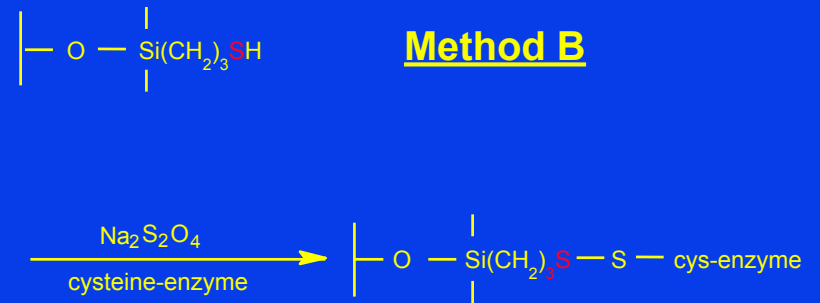 O — Si(CH2)3SH
Method B
Na2S2O4
cysteine-enzyme
O — Si(CH2)3S — S — cys-enzyme